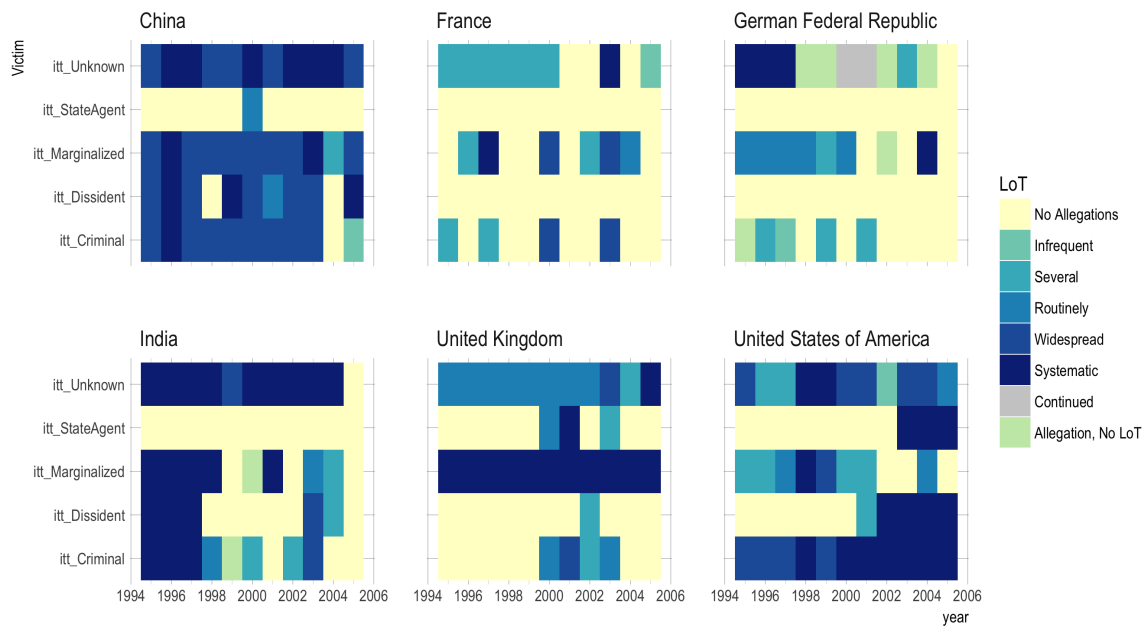 China
France
German Federal Republic
Victim
itt_Unknown
itt_StateAgent
itt_Marginalized
itt_Dissident
itt_Criminal
LoT
No Allegations
Infrequent
Several
Routinely
Widespread
Systematic
Continued
Allegation, No LoT
India
United Kingdom
United States of America
itt_Unknown
itt_StateAgent
itt_Marginalized
itt_Dissident
itt_Criminal
1994 1996 1998 2000 2002 2004 2006
1994 1996 1998 2000 2002 2004 2006
1994 1996 1998 2000 2002 2004 2006
year